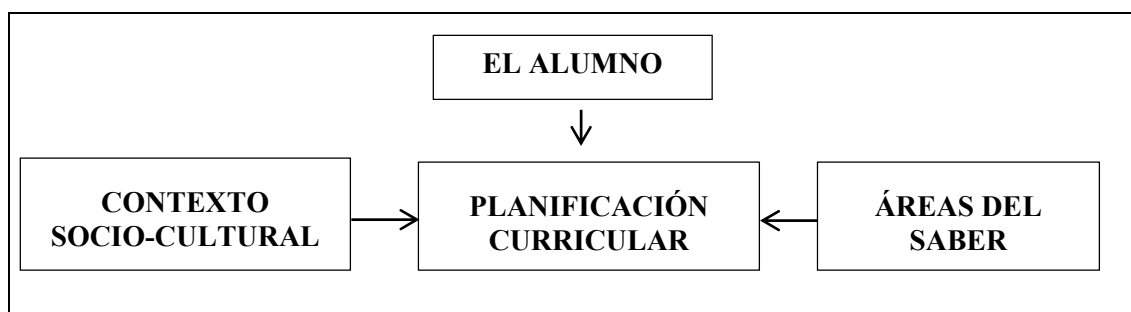 EL ALUMNO
CONTEXTO
SOCIO-CULTURAL
PLANIFICACIÓN
CURRICULAR
ÁREAS DEL
SABER